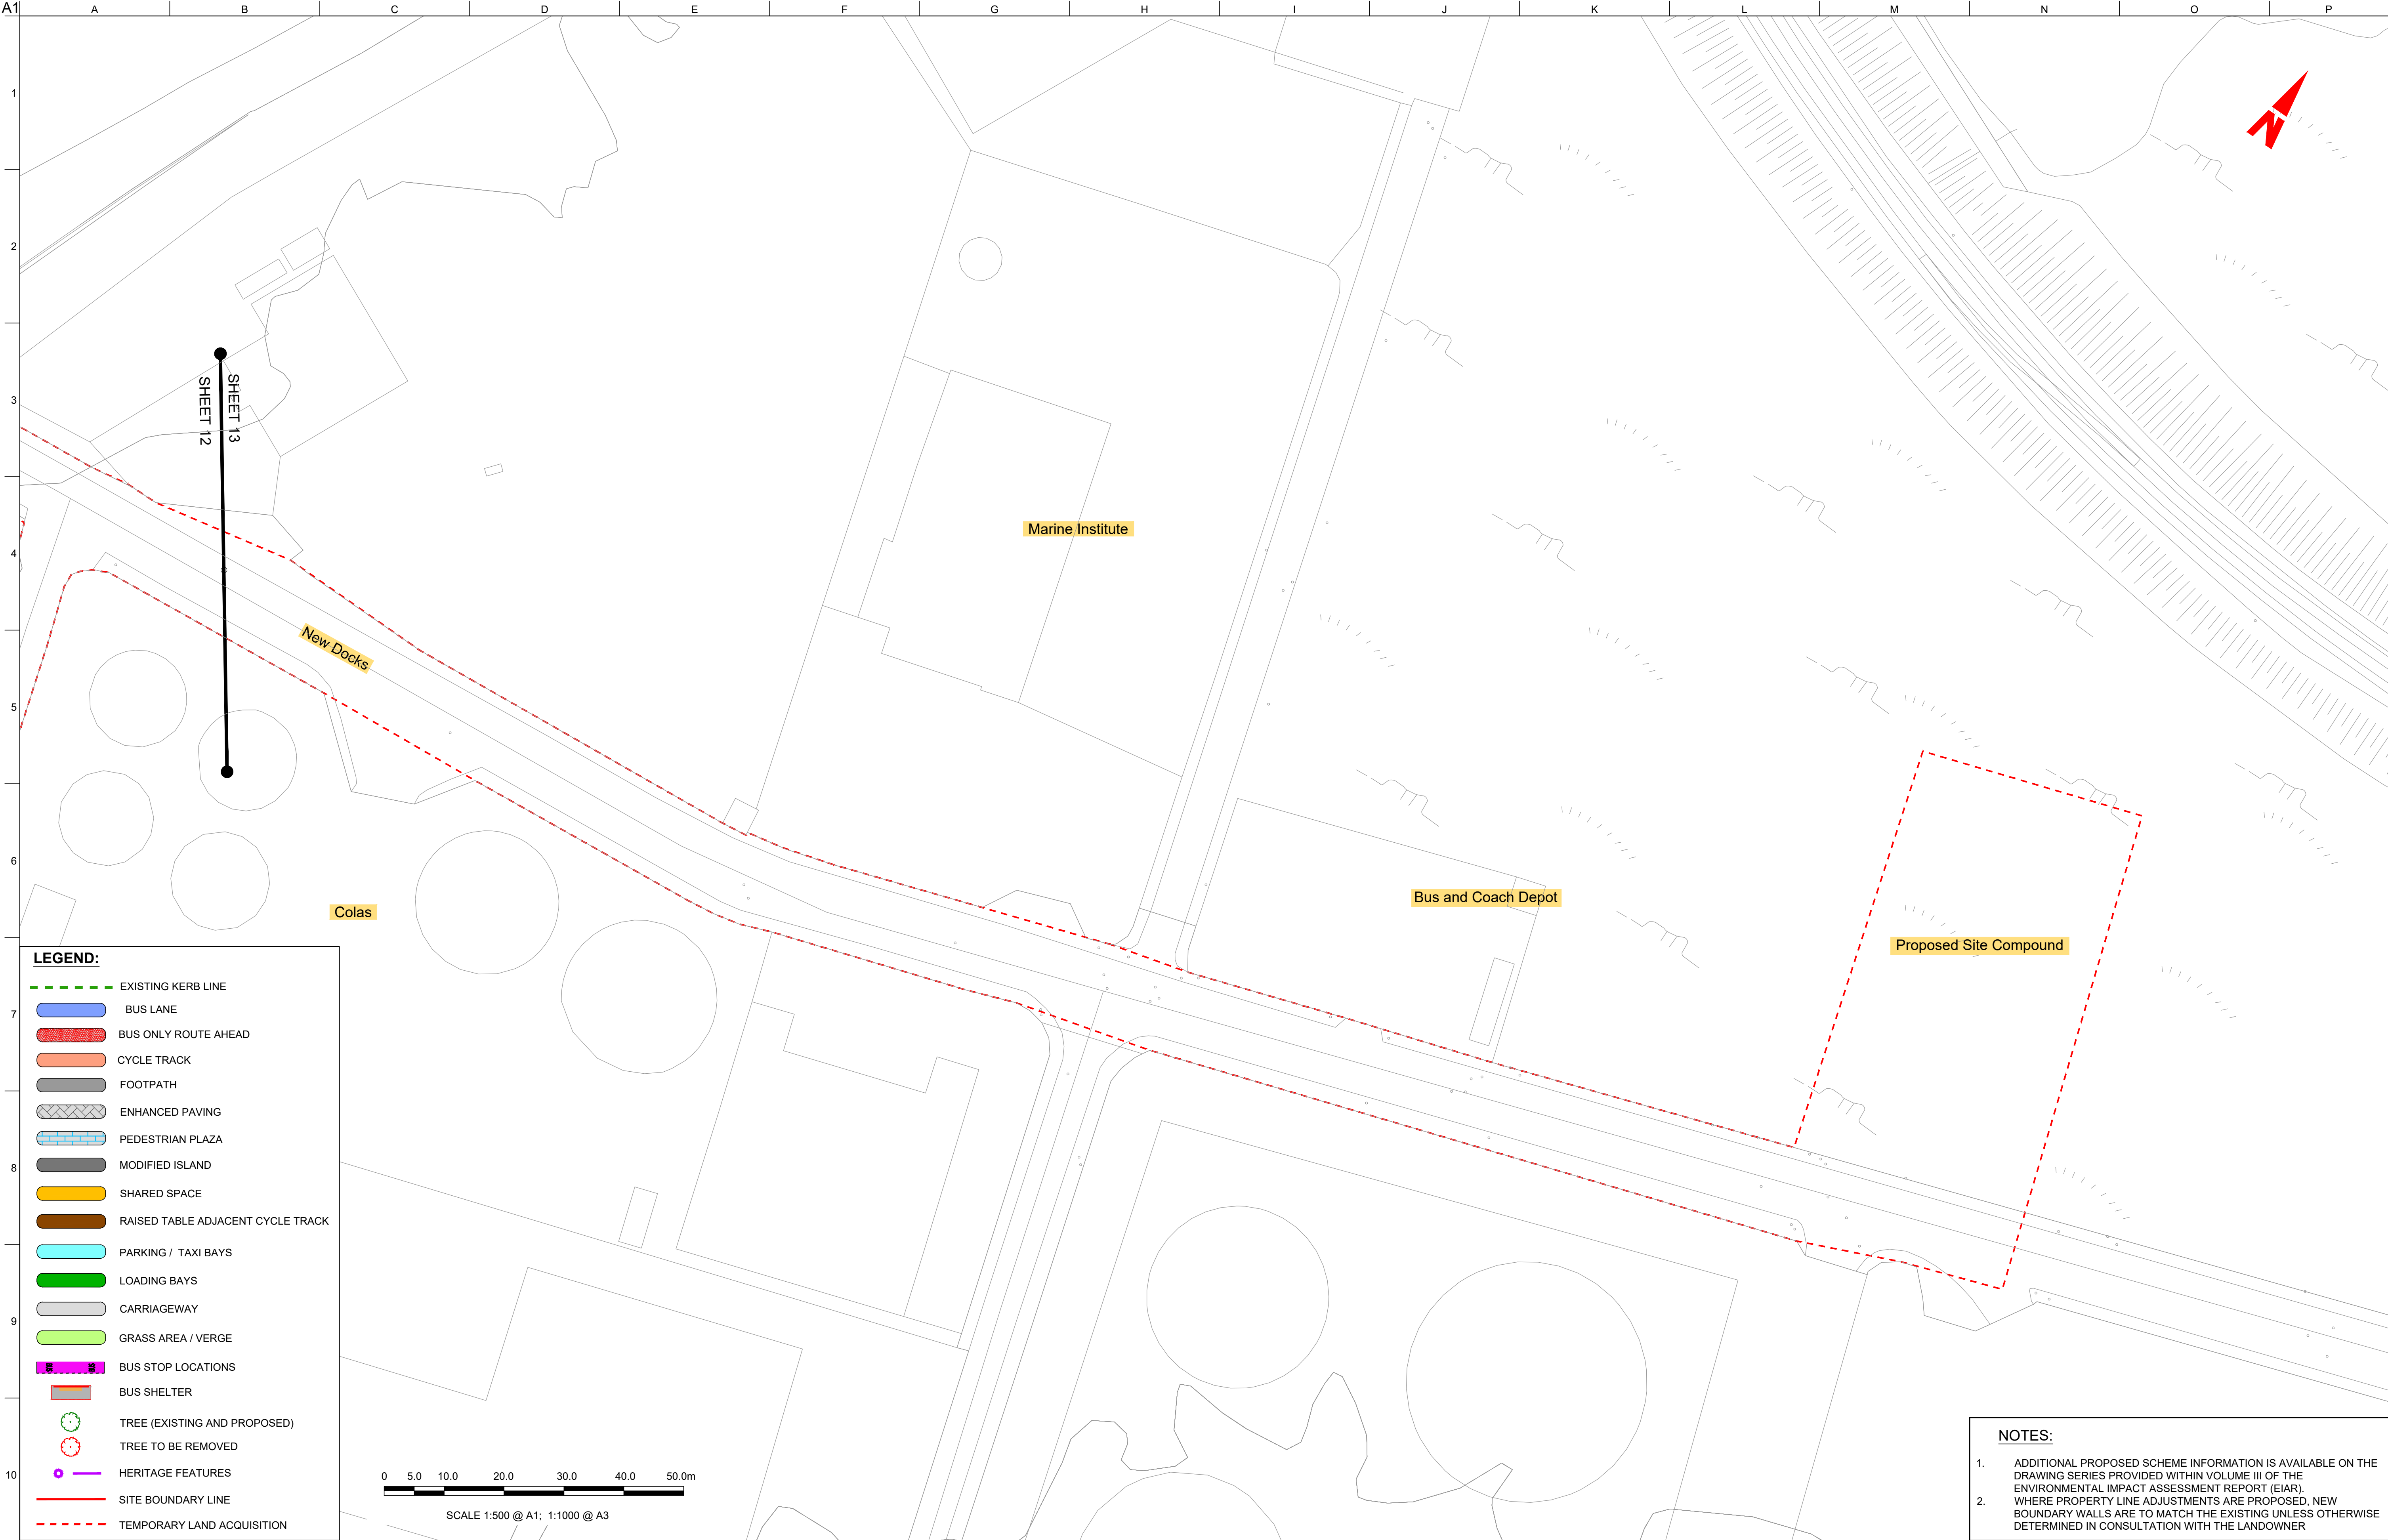 A1
A B C D E F G H I J K L M N O P
1
2
3
4
5
6
7
8
9
10
SHEET 13
SHEET 12
Marine Institute
New Docks
Bus and Coach Depot
Colas
Proposed Site Compound
N
LEGEND:
EXISTING KERB LINE
BUS LANE
BUS ONLY ROUTE AHEAD
CYCLE TRACK
FOOTPATH
ENHANCED PAVING
PEDESTRIAN PLAZA
MODIFIED ISLAND
SHARED SPACE
RAISED TABLE ADJACENT CYCLE TRACK
PARKING / TAXI BAYS
LOADING BAYS
CARRIAGEWAY
GRASS AREA / VERGE
BUS STOP LOCATIONS
BUS SHELTER
TREE (EXISTING AND PROPOSED)
TREE TO BE REMOVED
HERITAGE FEATURES
SITE BOUNDARY LINE
TEMPORARY LAND ACQUISITION
0 5.0 10.0 20.0 30.0 40.0 50.0m
SCALE 1:500 @ A1; 1:1000 @ A3
NOTES:
1. ADDITIONAL PROPOSED SCHEME INFORMATION IS AVAILABLE ON THE
DRAWING SERIES PROVIDED WITHIN VOLUME III OF THE
ENVIRONMENTAL IMPACT ASSESSMENT REPORT (EIAR).
2. WHERE PROPERTY LINE ADJUSTMENTS ARE PROPOSED, NEW
BOUNDARY WALLS ARE TO MATCH THE EXISTING UNLESS OTHERWISE
DETERMINED IN CONSULTATION WITH THE LANDOWNER